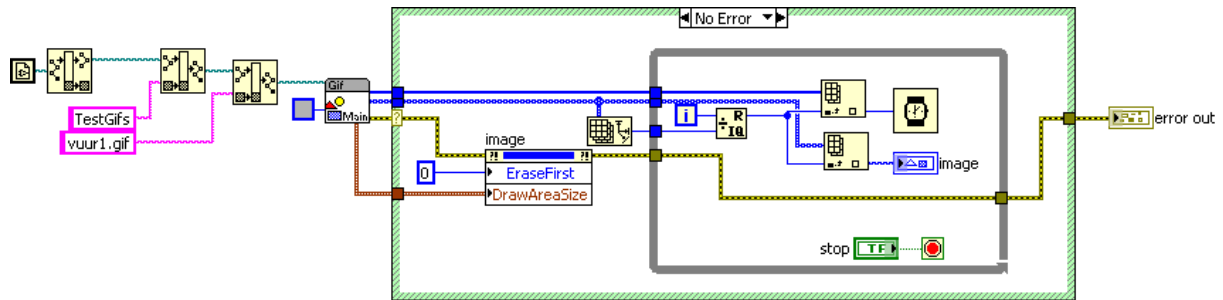 No Error
Gif
Main
TestGifs
vuur1.gif
?
image
?!
?!
0
EraseFirst
DrawAreaSize
i
R
IQ
image
error out
stop
TF